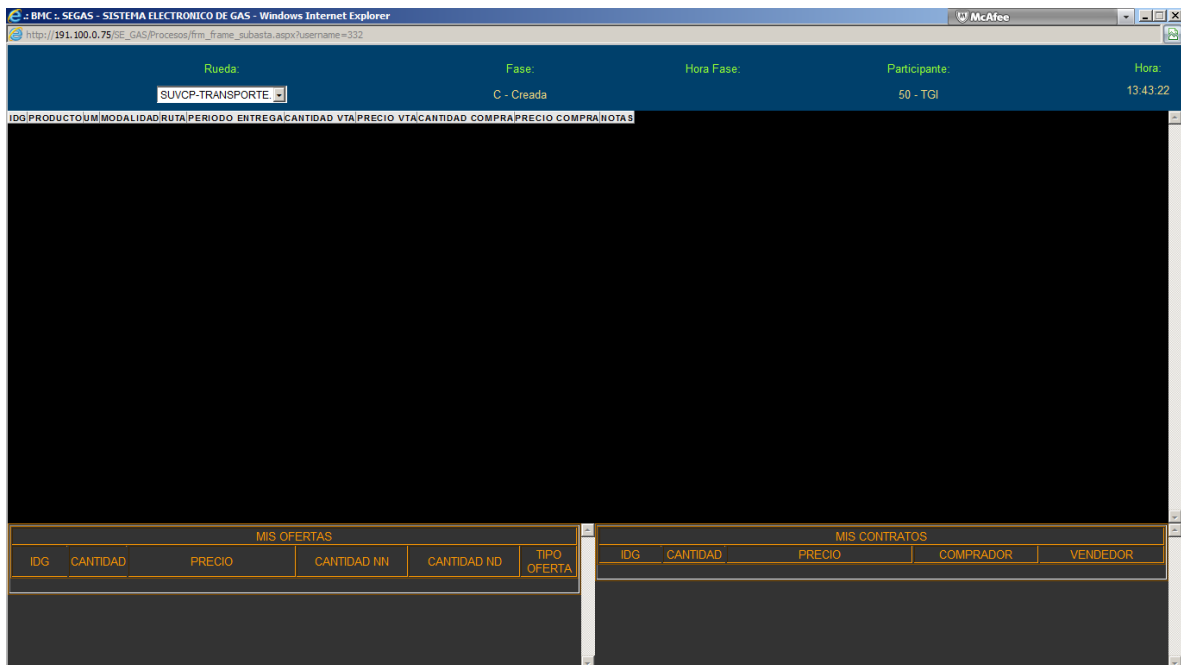 .: BMC :. SEGAS - SISTEMA ELECTRONICO DE GAS - Windows Internet Explorer
McAfee
http://191.100.0.75/SE_GAS/Procesos/frm_frame_subasta.aspx?username=332
Rueda: Fase: Hora Fase: Participante: Hora:
SUVCP-TRANSPORTE. C - Creada 50 - TGI 13:43:22
IDG PRODUCTO UM MODALIDAD RUTA PERIODO ENTREGA CANTIDAD VTA PRECIO VTA CANTIDAD COMPRA PRECIO COMPRA NOTAS
MIS OFERTAS
IDG CANTIDAD PRECIO CANTIDAD NN CANTIDAD ND TIPO OFERTA
MIS CONTRATOS
IDG CANTIDAD PRECIO COMPRADOR VENDEDOR